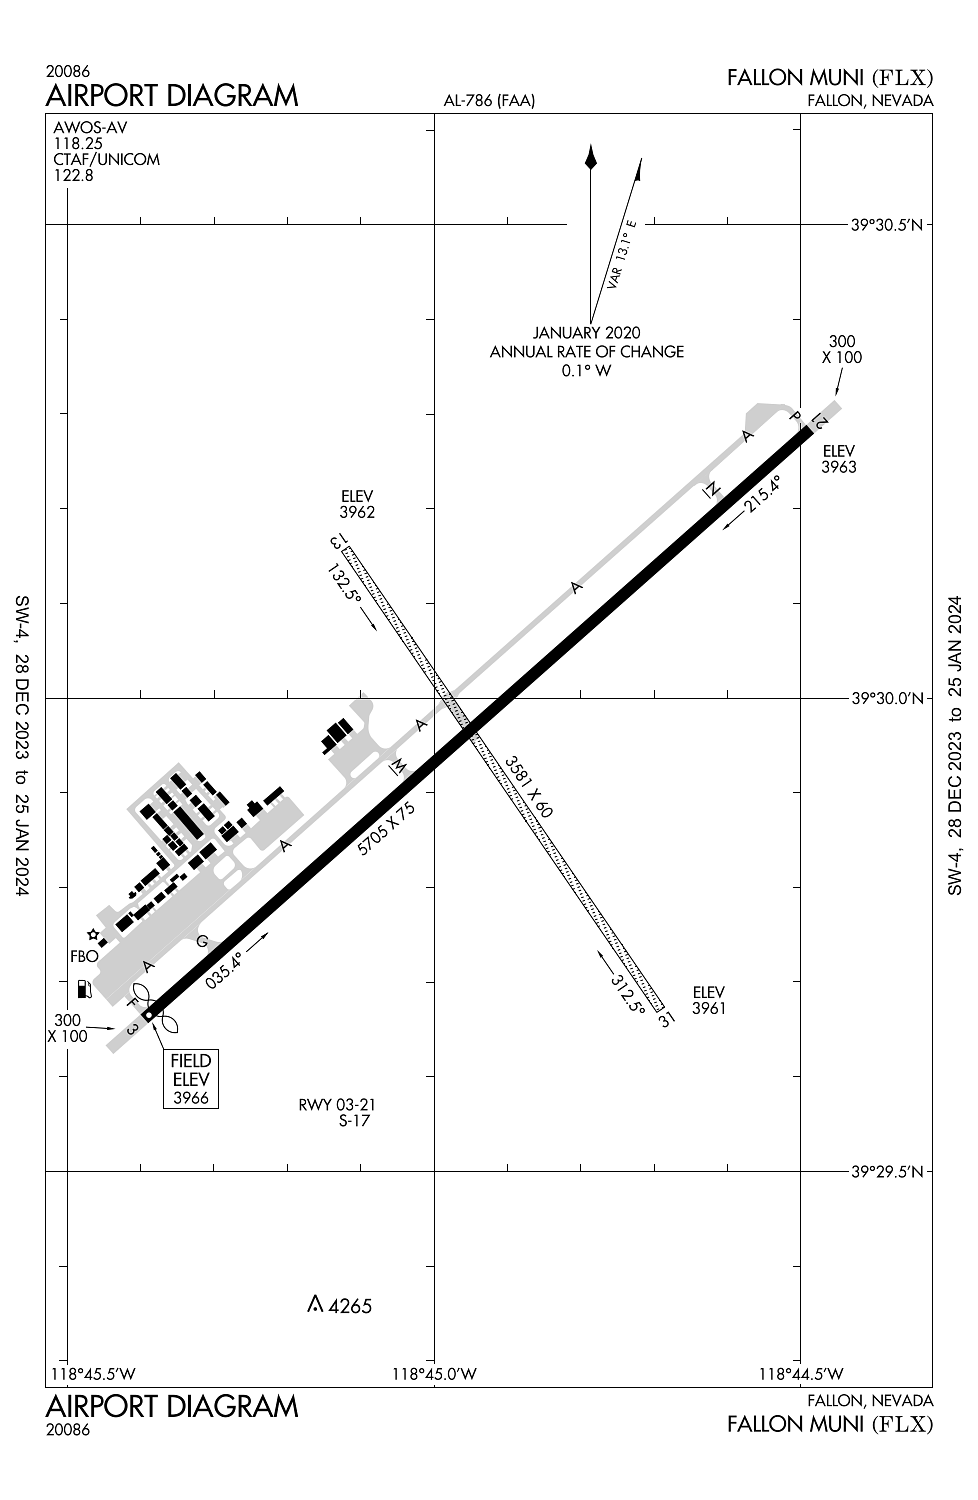 20086
AIRPORT DIAGRAM
AL-786 (FAA)
FALLON MUNI (FLX)
FALLON, NEVADA
AWOS-AV
118.25
CTAF/UNICOM
122.8
39°30.5'N
VAR 13.1° E
JANUARY 2020
ANNUAL RATE OF CHANGE
0.1° W
300
X 100
P
21
A
ELEV
3963
N
215.4°
ELEV
3962
13
132.5°
A
SW-4, 28 DEC 2023 to 25 JAN 2024
SW-4, 28 DEC 2023 to 25 JAN 2024
39°30.0'N
A
M
3581 X 60
5705 X 75
A
G
FBO
A
035.4°
F
3
300
X 100
312.5°
31
ELEV
3961
FIELD
ELEV
3966
RWY 03-21
S-17
39°29.5'N
4265
118°45.5'W
118°45.0'W
118°44.5'W
AIRPORT DIAGRAM
20086
FALLON, NEVADA
FALLON MUNI (FLX)